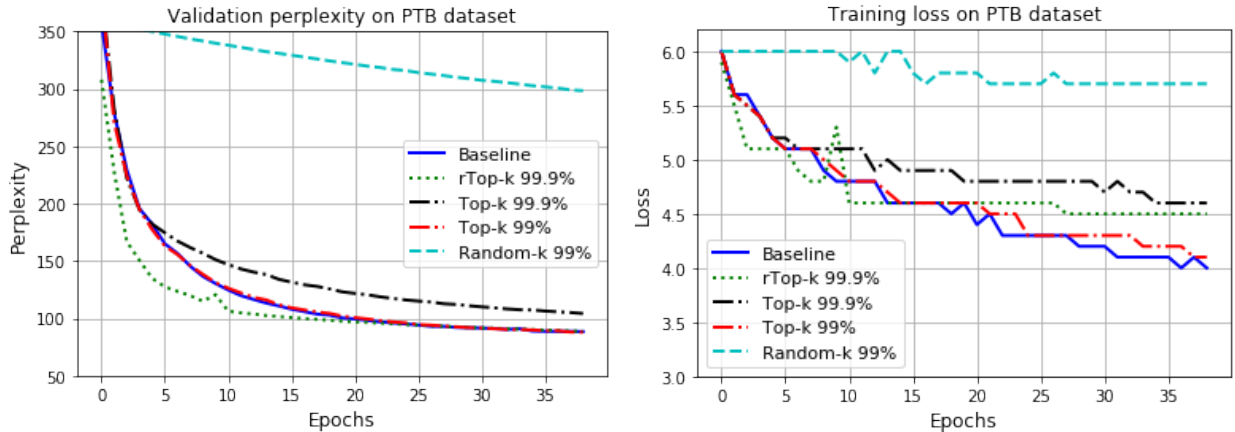 Validation perplexity on PTB dataset
350
300
250
200
150
100
50
Perplexity
Baseline
rTop-k 99.9%
Top-k 99.9%
Top-k 99%
Random-k 99%
0 5 10 15 20 25 30 35
Epochs
Training loss on PTB dataset
6.0
5.5
5.0
4.5
4.0
3.5
3.0
Loss
Baseline
rTop-k 99.9%
Top-k 99.9%
Top-k 99%
Random-k 99%
0 5 10 15 20 25 30 35
Epochs